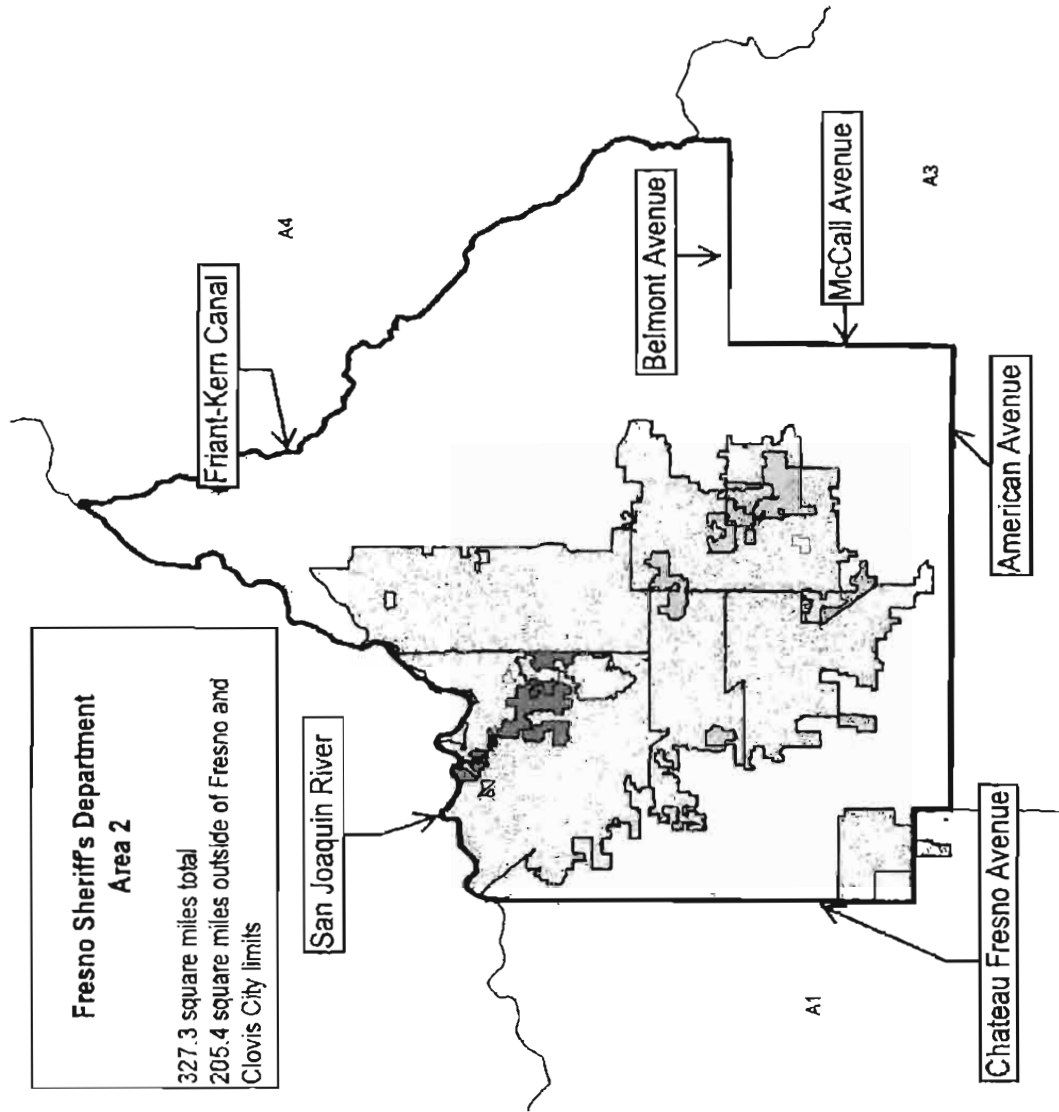 Fresno Sheriff's Department
Area 2
327.3 square miles total
205.4 square miles outside of Fresno and
Clovis City limits
San Joaquin River
Friant-Kern Canal
A4
Belmont Avenue
McCall Avenue
A3
American Avenue
A2
A1
Chateau Fresno Avenue